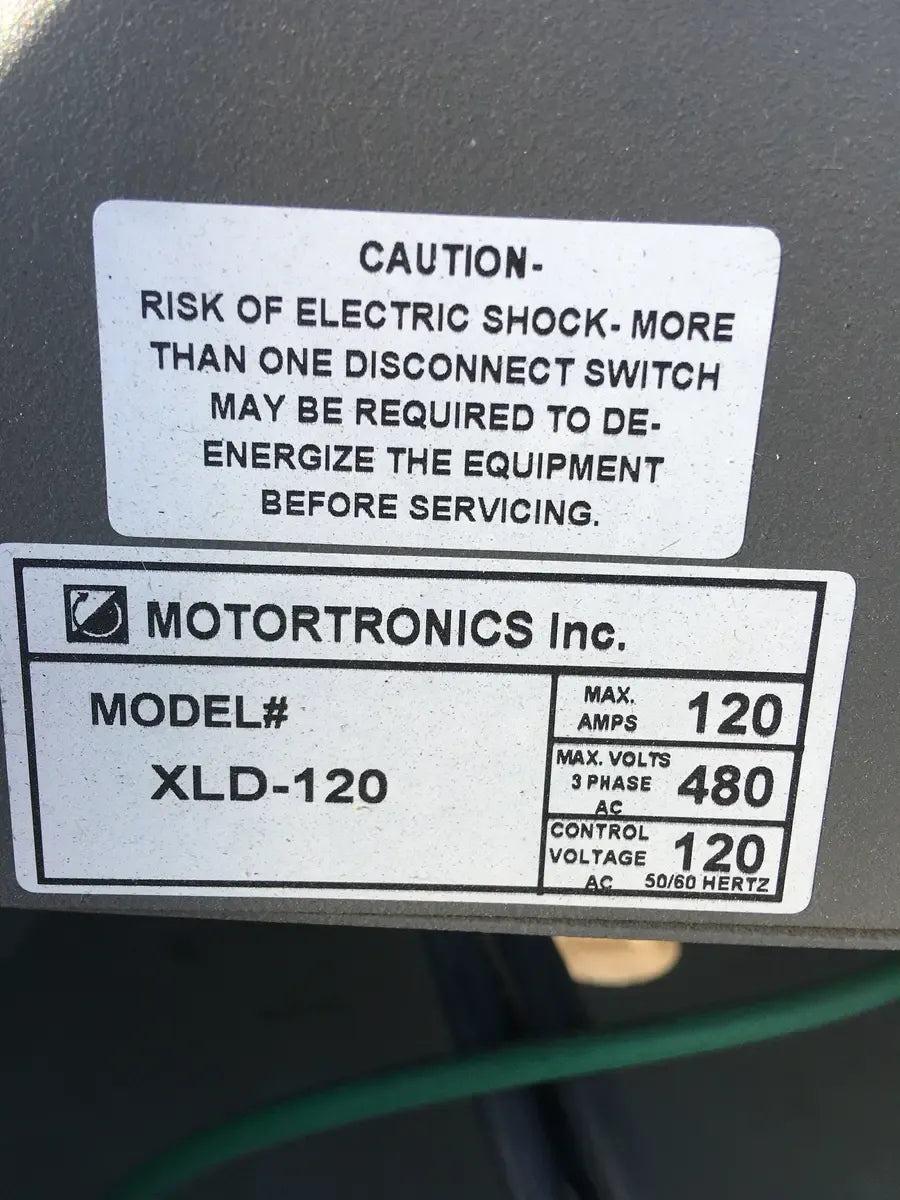 CAUTION-
RISK OF ELECTRIC SHOCK- MORE
THAN ONE DISCONNECT SWITCH
MAY BE REQUIRED TO DE-
ENERGIZE THE EQUIPMENT
BEFORE SERVICING.
MOTORTRONICS Inc.
MODEL#
XLD-120
MAX.
AMPS 120
MAX. VOLTS
3 PHASE 480
AC
CONTROL
VOLTAGE 120
AC 50/60 HERTZ